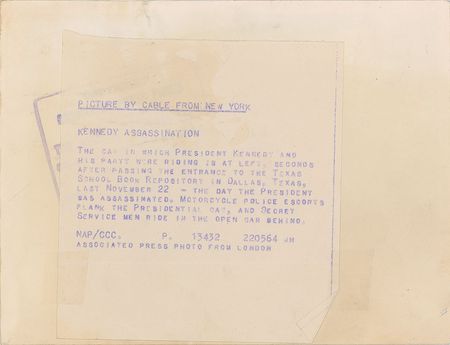 PICTURE BY CABLE FROM NEW YORK
KENNEDY ASSASSINATION
THE CAR IN WHICH PRESIDENT KENNEDY AND
HIS PARTY WERE RIDING IS AT LEFT, SECONDS
AFTER PASSING THE ENTRANCE TO THE TEXAS
SCHOOL BOOK REPOSITORY IN DALLAS, TEXAS,
LAST NOVEMBER 22 - THE DAY THE PRESIDENT
WAS ASSASSINATED. MOTORCYCLE POLICE ESCORTS
FLANK THE PRESIDENTIAL CAR, AND SECRET
SERVICE MEN RIDE IN THE OPEN CAR BEHIND.
NAP/CCC. P. 13432 220564 JM
ASSOCIATED PRESS PHOTO FROM LONDON